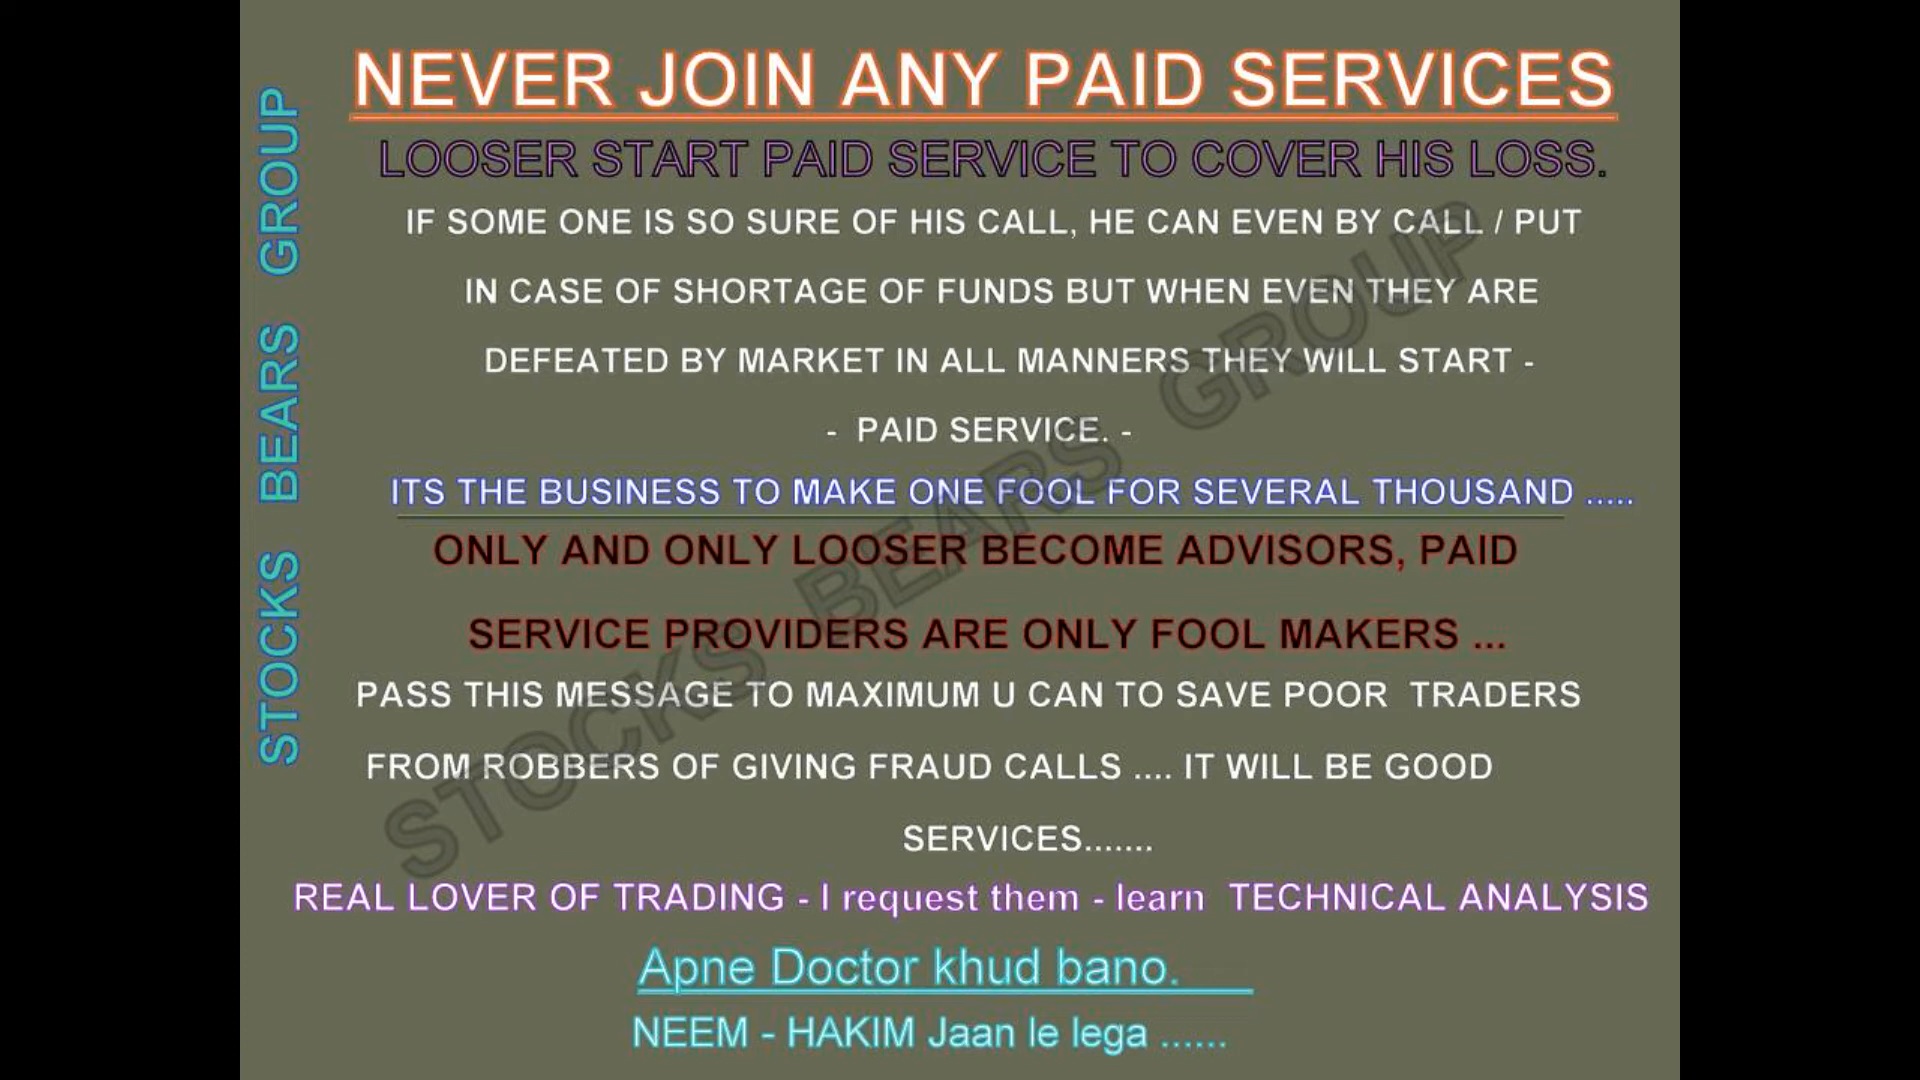 NEVER JOIN ANY PAID SERVICES
LOOSER START PAID SERVICE TO COVER HIS LOSS.
IF SOME ONE IS SO SURE OF HIS CALL, HE CAN EVEN BY CALL / PUT
IN CASE OF SHORTAGE OF FUNDS BUT WHEN EVEN THEY ARE
DEFEATED BY MARKET IN ALL MANNERS THEY WILL START -
- PAID SERVICE. -
ITS THE BUSINESS TO MAKE ONE FOOL FOR SEVERAL THOUSAND .....
ONLY AND ONLY LOOSER BECOME ADVISORS, PAID
SERVICE PROVIDERS ARE ONLY FOOL MAKERS ...
PASS THIS MESSAGE TO MAXIMUM U CAN TO SAVE POOR TRADERS
FROM ROBBERS OF GIVING FRAUD CALLS .... IT WILL BE GOOD
SERVICES.......
REAL LOVER OF TRADING - I request them - learn TECHNICAL ANALYSIS
Apne Doctor khud bano.
NEEM - HAKIM Jaan le lega ......
STOCKS BEARS GROUP
STOCKS BEARS GROUP